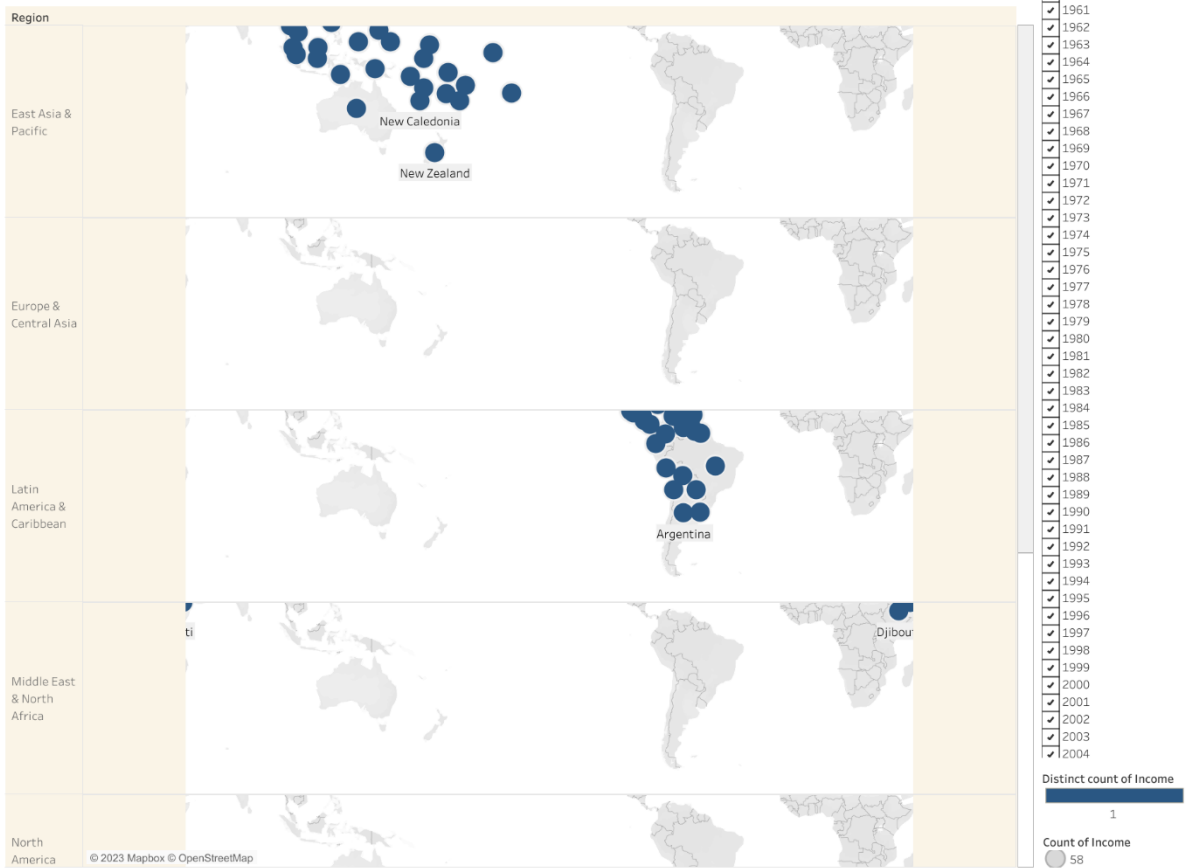 Region
East Asia &
Pacific
New Caledonia
New Zealand
Europe &
Central Asia
Latin
America &
Caribbean
Argentina
Middle East
& North
Africa
ti
Djibout
North
America
© 2023 Mapbox © OpenStreetMap
1961
1962
1963
1964
1965
1966
1967
1968
1969
1970
1971
1972
1973
1974
1975
1976
1977
1978
1979
1980
1981
1982
1983
1984
1985
1986
1987
1988
1989
1990
1991
1992
1993
1994
1995
1996
1997
1998
1999
2000
2001
2002
2003
2004
Distinct count of Income
1
Count of Income
58